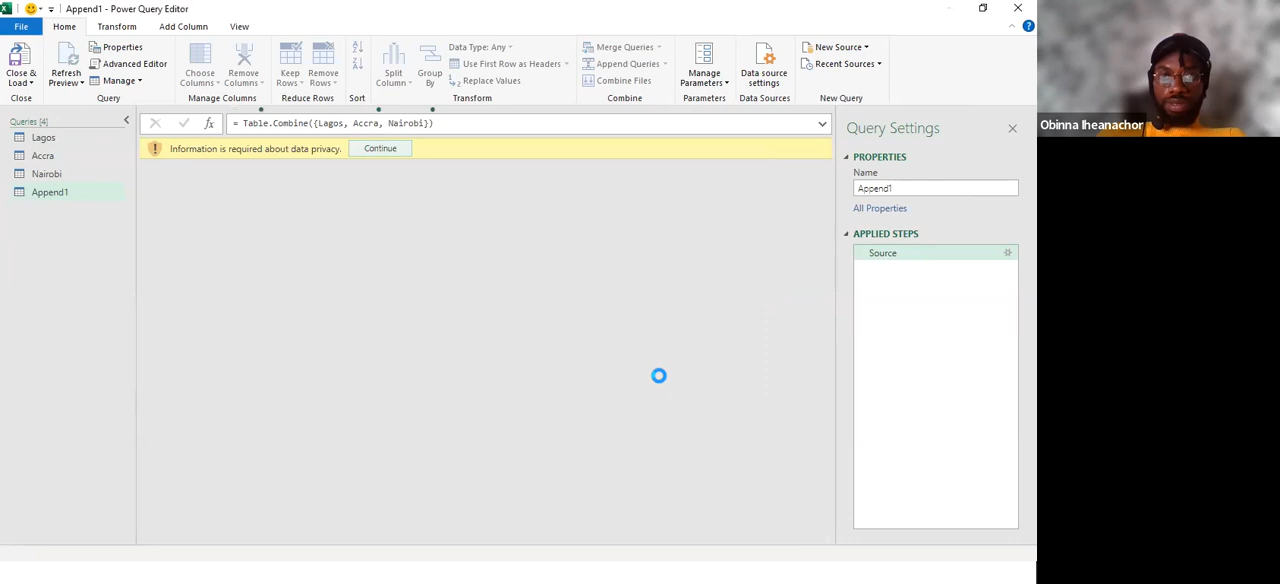 Append1 - Power Query Editor
File
Home
Transform
Add Column
View
Close &
Load
Close
Refresh
Preview
Properties
Advanced Editor
Manage
Query
Choose
Columns
Remove
Columns
Manage Columns
Keep
Rows
Remove
Rows
Reduce Rows
Sort
Split
Column
Group
By
Data Type: Any
Use First Row as Headers
Replace Values
Transform
Merge Queries
Append Queries
Combine Files
Combine
Manage
Parameters
Parameters
Data source
settings
Data Sources
New Source
Recent Sources
New Query
Queries [4]
Lagos
Accra
Nairobi
Append1
fx
= Table.Combine({Lagos, Accra, Nairobi})
Information is required about data privacy.
Continue
Query Settings
PROPERTIES
Name
Append1
All Properties
APPLIED STEPS
Source
Obinna Iheanachor